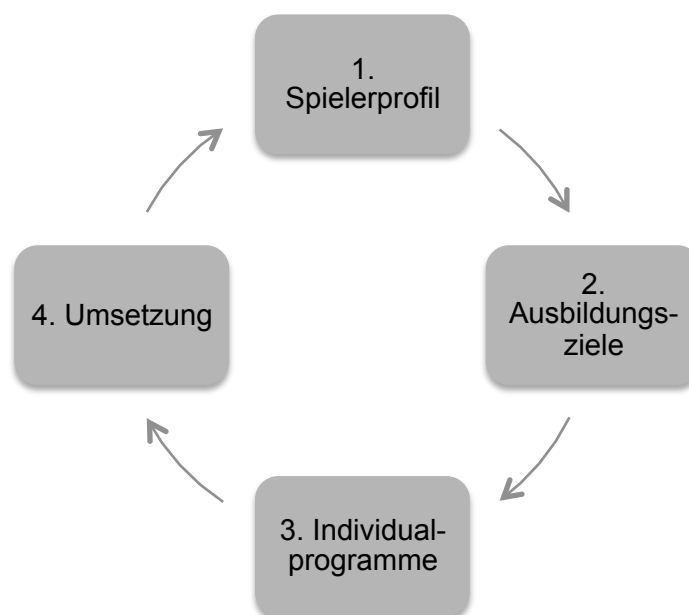 1.
Spielerprofil
2.
Ausbildungs-
ziele
3. Individual-
programme
4. Umsetzung